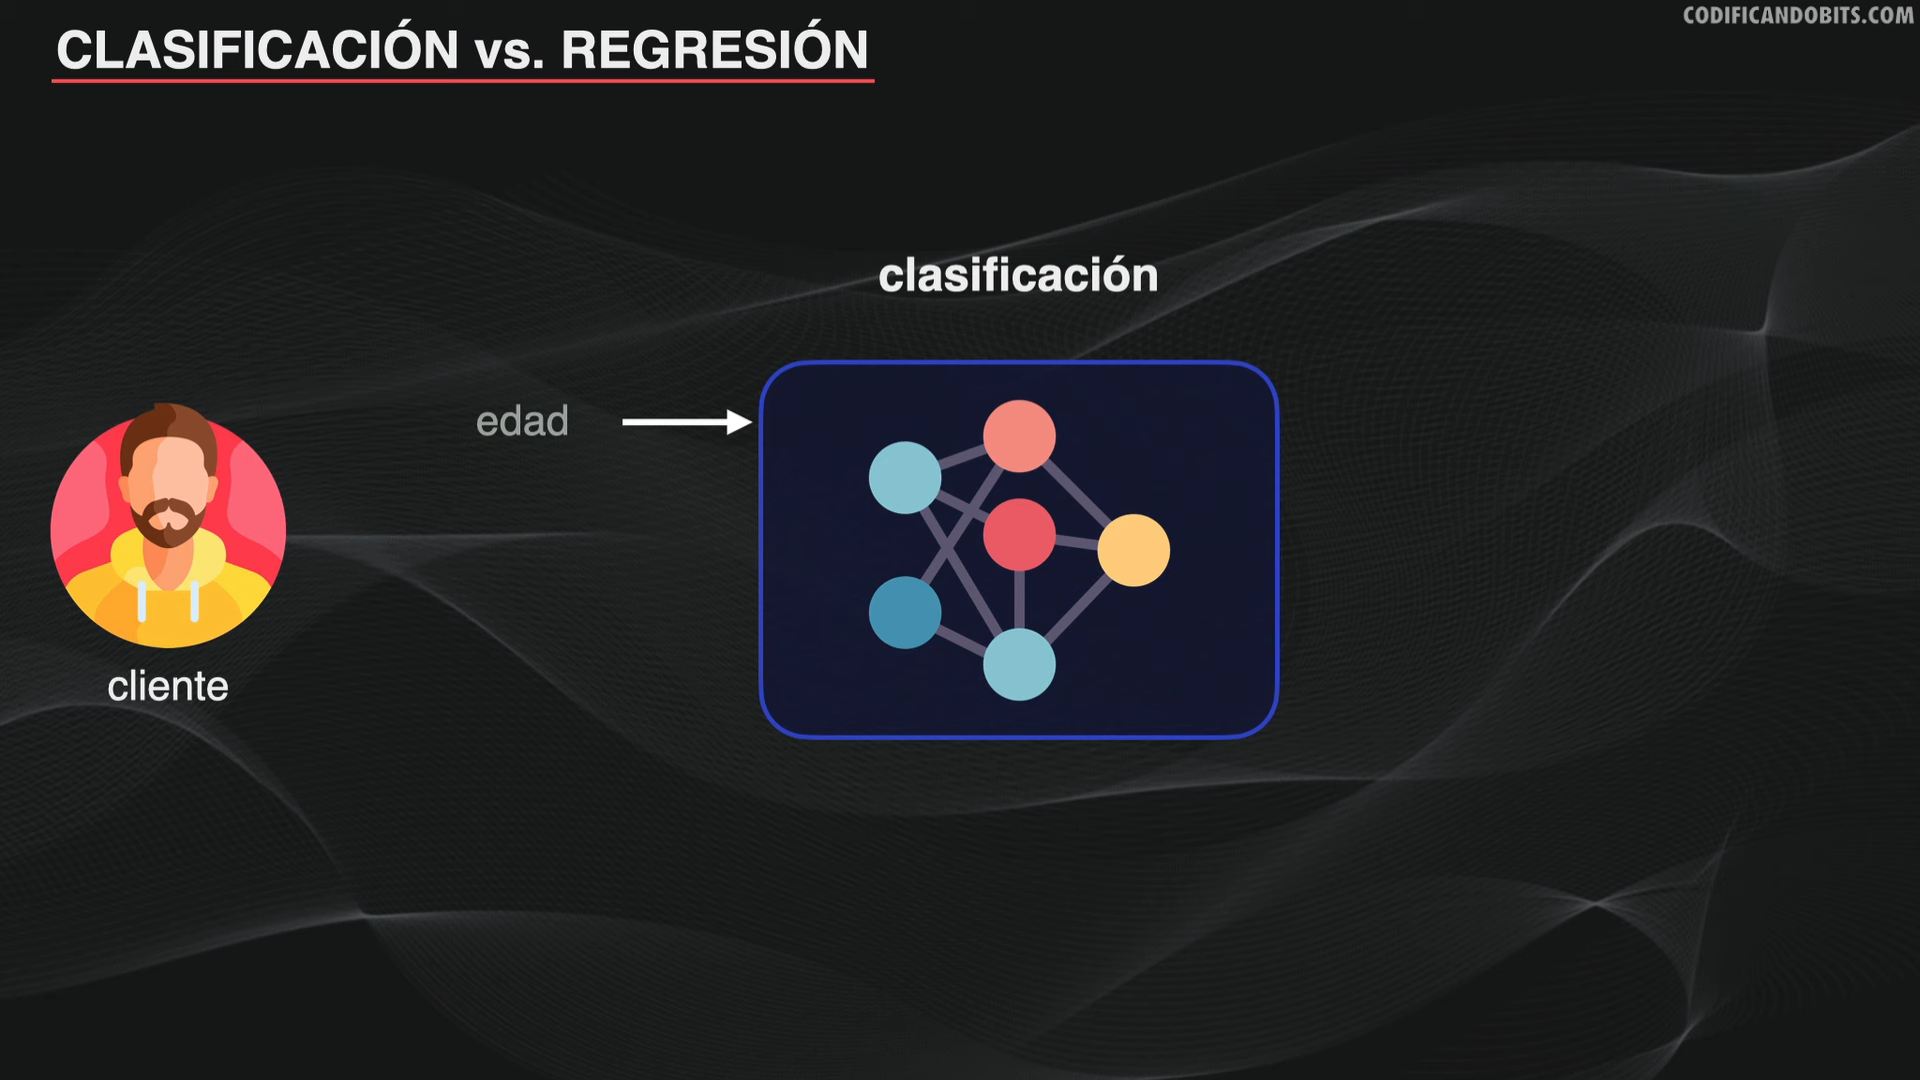 CODIFICANDOBITS.COM
CLASIFICACIÓN vs. REGRESIÓN
clasificación
edad
cliente